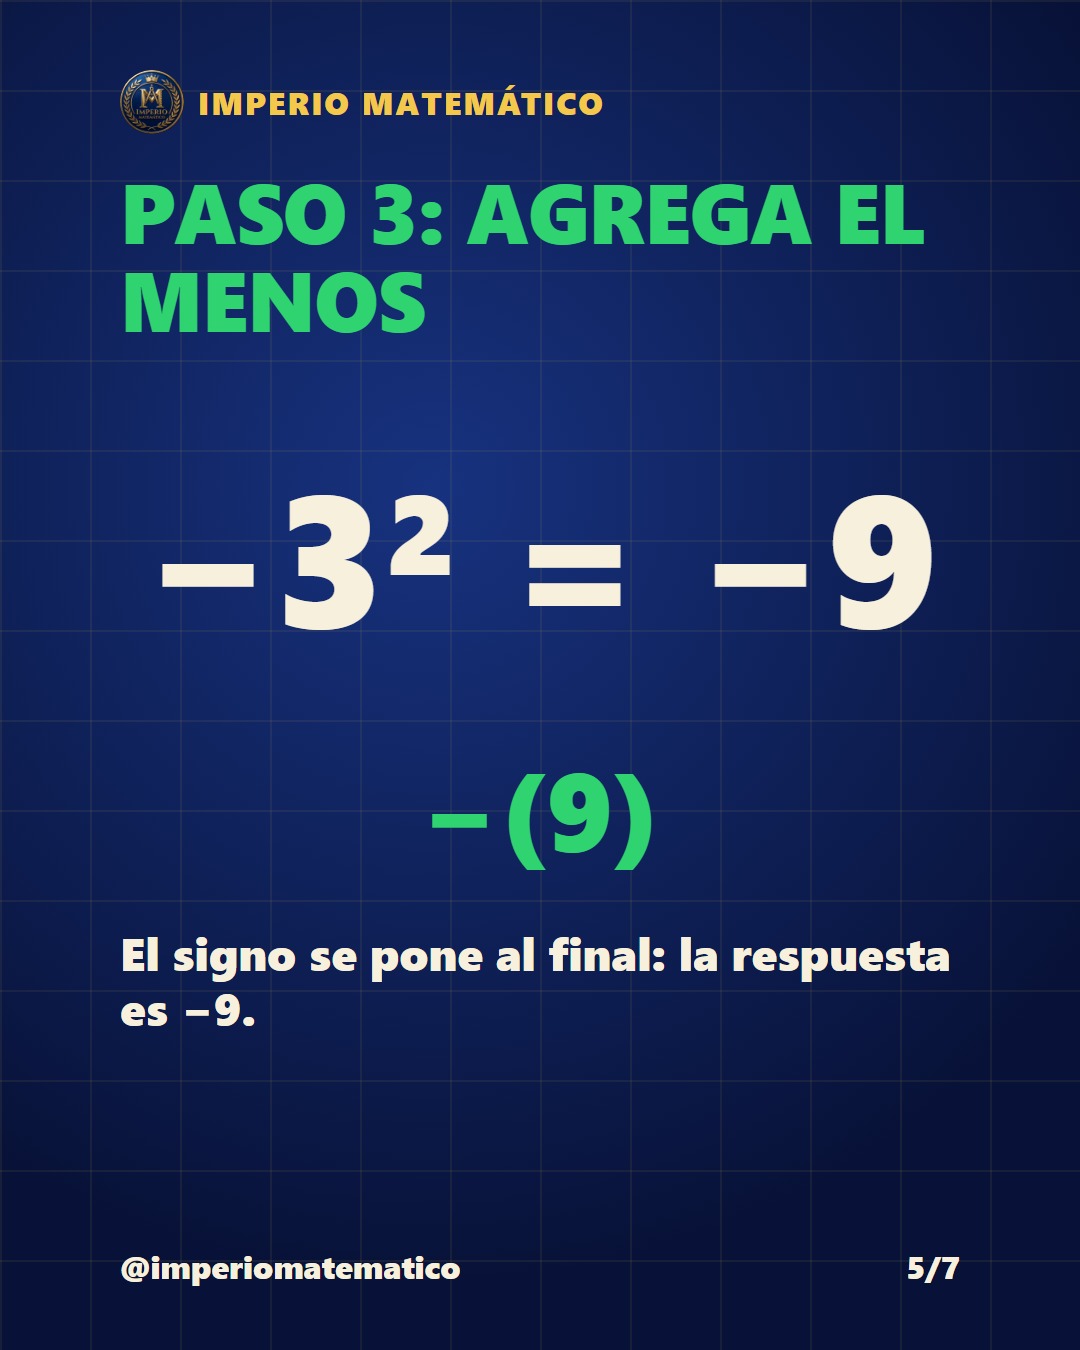 IMPERIO MATEMÁTICO
PASO 3: AGREGA EL
MENOS
−3² = −9
−(9)
El signo se pone al final: la respuesta
es −9.
@imperiomatematico
5/7